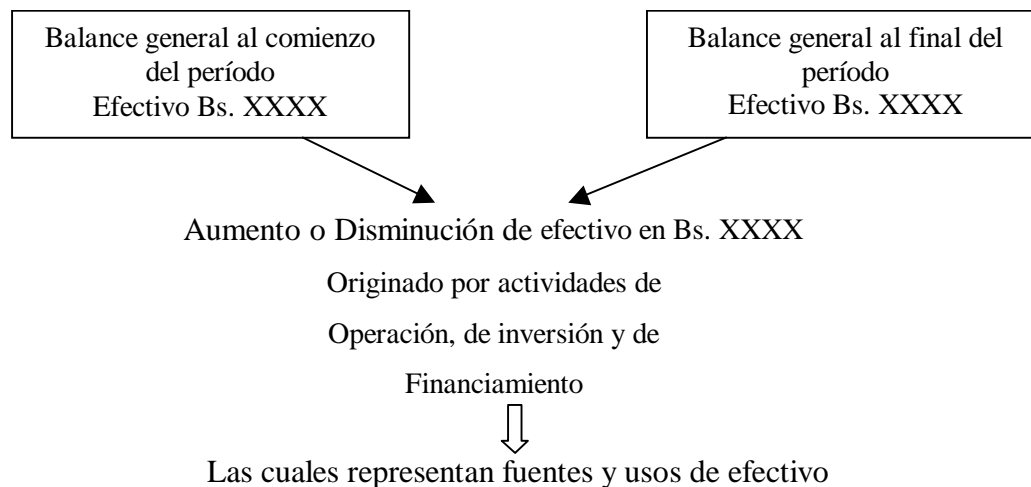 Balance general al comienzo
del período
Efectivo Bs. XXXX
Balance general al final del
período
Efectivo Bs. XXXX
Aumento o Disminución de efectivo en Bs. XXXX
Originado por actividades de
Operación, de inversión y de
Financiamiento
Las cuales representan fuentes y usos de efectivo